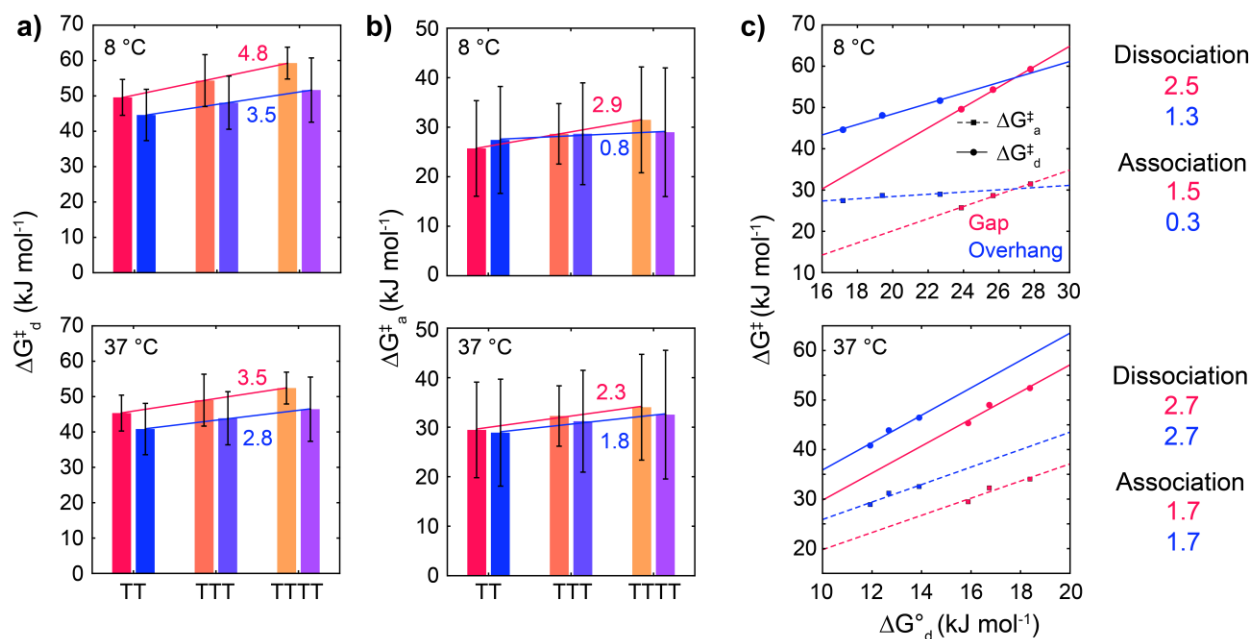 a)
8 °C
70
60
50
40
30
20
10
0
4.8
3.5
37 °C
70
60
50
40
30
20
10
0
3.5
2.8
TT TTT TTTT
ΔG‡d (kJ mol⁻¹)
b)
8 °C
50
40
30
20
10
0
2.9
0.8
37 °C
50
40
30
20
10
0
2.3
1.8
TT TTT TTTT
ΔG‡a (kJ mol⁻¹)
c)
8 °C
70
60
50
40
30
20
10
ΔG‡a
ΔG‡d
Gap
Overhang
16 18 20 22 24 26 28 30
37 °C
60
50
40
30
20
10 12 14 16 18 20
ΔG‡ (kJ mol⁻¹)
ΔG°d (kJ mol⁻¹)
Dissociation
2.5
1.3
Association
1.5
0.3
Dissociation
2.7
2.7
Association
1.7
1.7